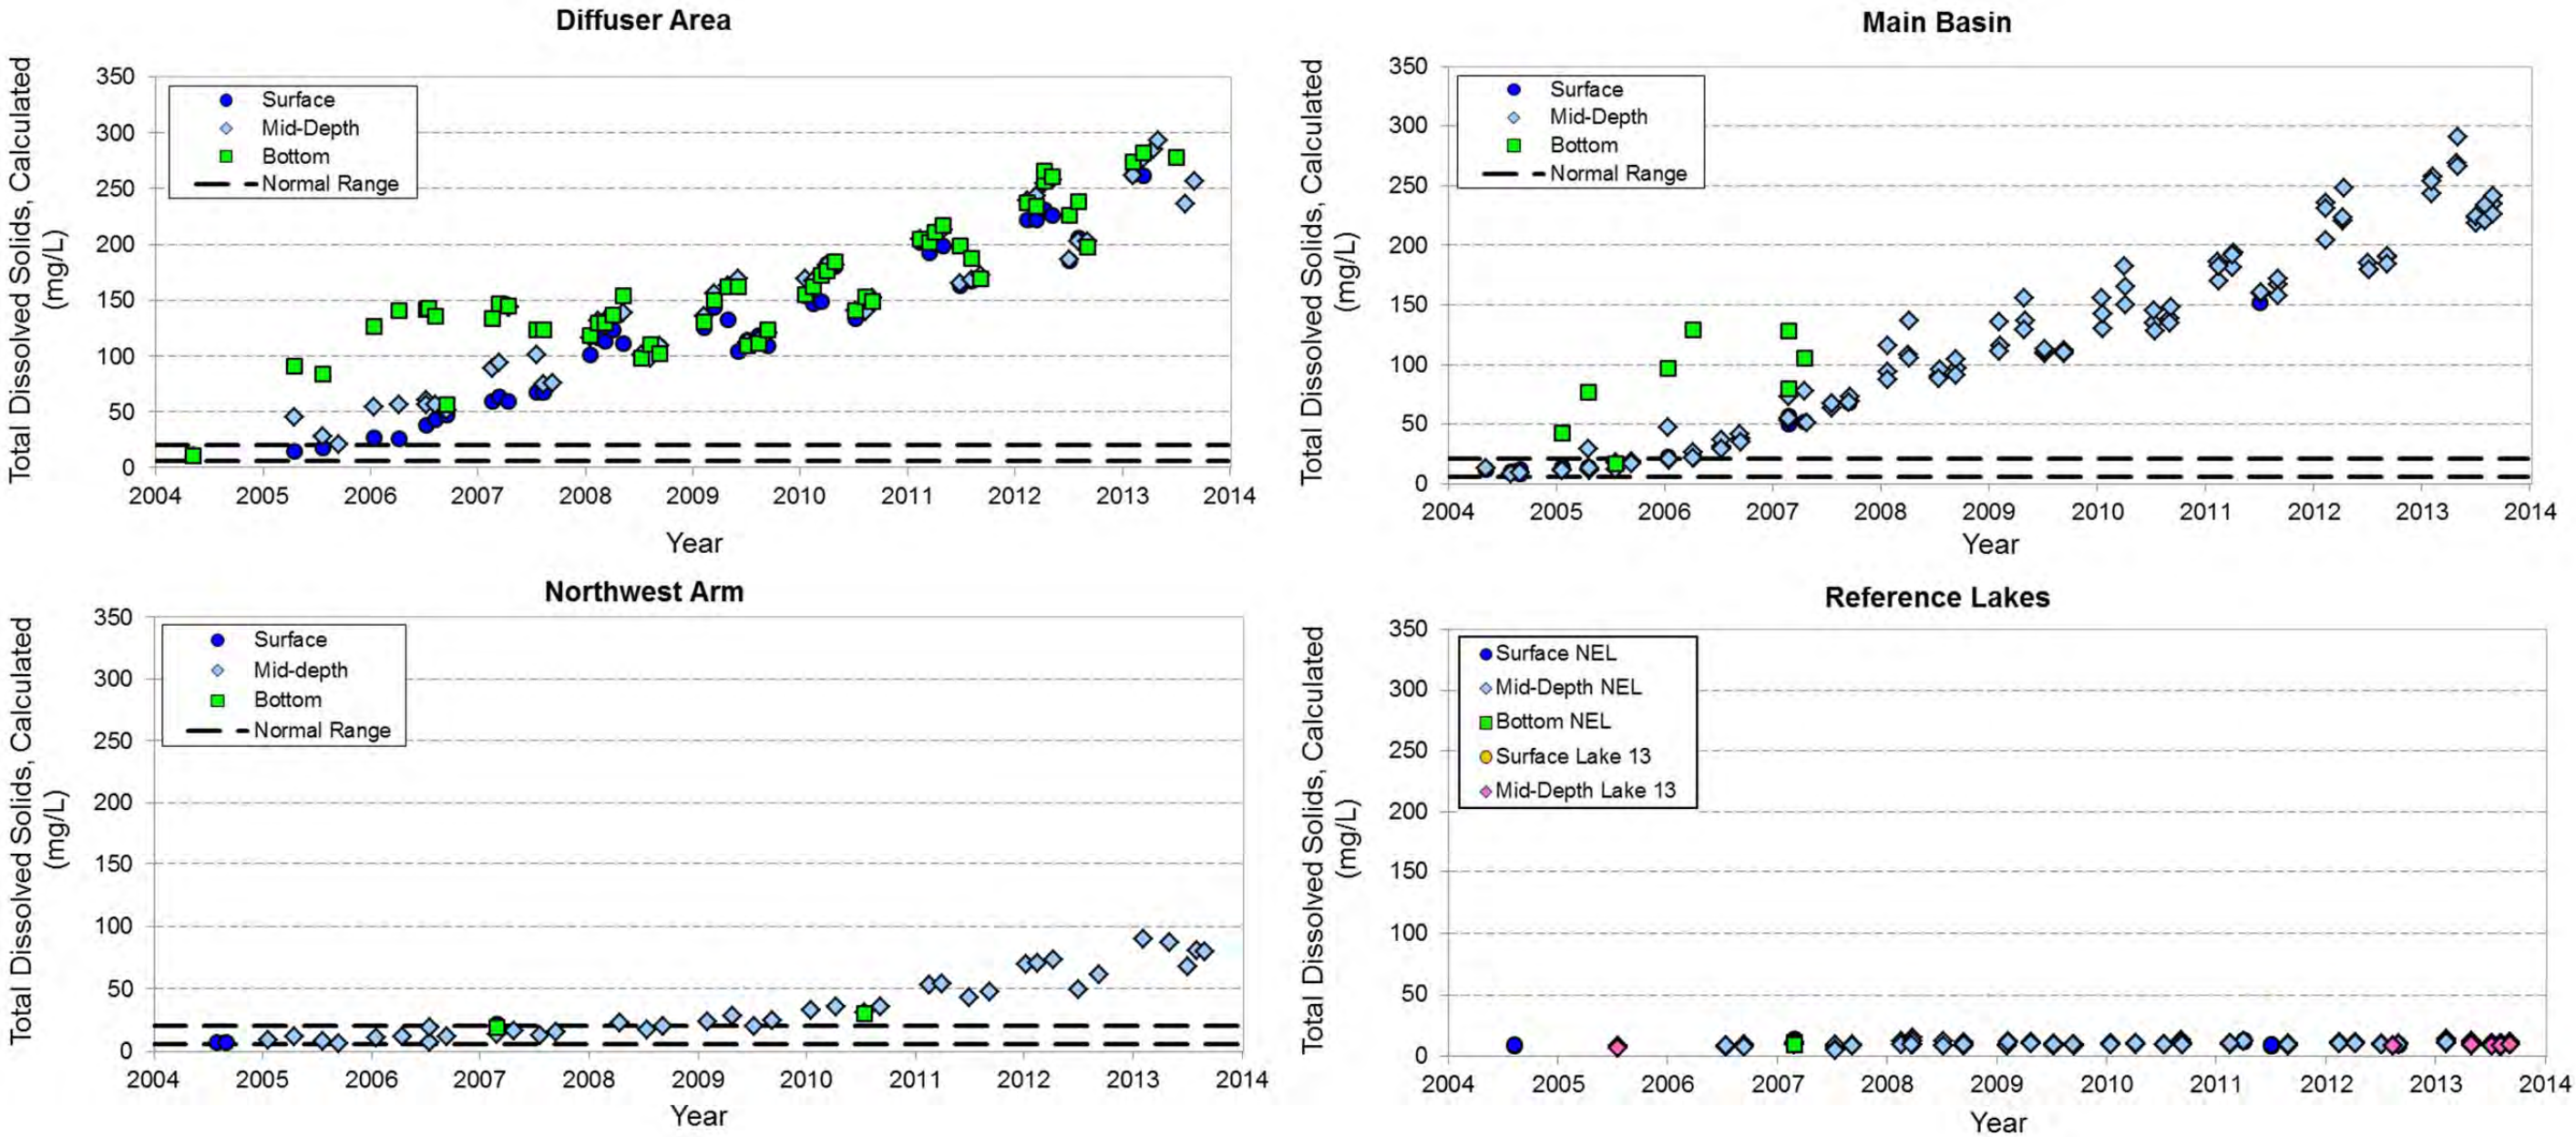 Diffuser Area
Total Dissolved Solids, Calculated
(mg/L)
350
300
250
200
150
100
50
0
Surface
Mid-Depth
Bottom
Normal Range
2004 2005 2006 2007 2008 2009 2010 2011 2012 2013 2014
Year
Main Basin
Total Dissolved Solids, Calculated
(mg/L)
350
300
250
200
150
100
50
0
Surface
Mid-Depth
Bottom
Normal Range
2004 2005 2006 2007 2008 2009 2010 2011 2012 2013 2014
Year
Northwest Arm
Total Dissolved Solids, Calculated
(mg/L)
350
300
250
200
150
100
50
0
Surface
Mid-depth
Bottom
Normal Range
2004 2005 2006 2007 2008 2009 2010 2011 2012 2013 2014
Year
Reference Lakes
Total Dissolved Solids, Calculated
(mg/L)
350
300
250
200
150
100
50
0
Surface NEL
Mid-Depth NEL
Bottom NEL
Surface Lake 13
Mid-Depth Lake 13
2004 2005 2006 2007 2008 2009 2010 2011 2012 2013 2014
Year